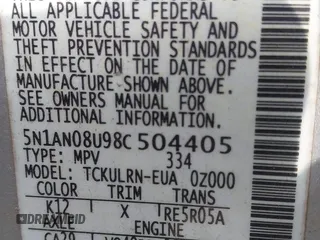 ALL APPLICABLE FEDERAL
MOTOR VEHICLE SAFETY AND
THEFT PREVENTION STANDARDS
IN EFFECT ON THE DATE OF
MANUFACTURE SHOWN ABOVE.
SEE OWNERS MANUAL FOR
ADDITIONAL INFORMATION.
5N1AN08U98C504405
TYPE: MPV 334
MODEL: TCKULRN-EUA 0Z000
COLOR TRIM TRANS
K12 X RE5R05A
AXLE ENGINE